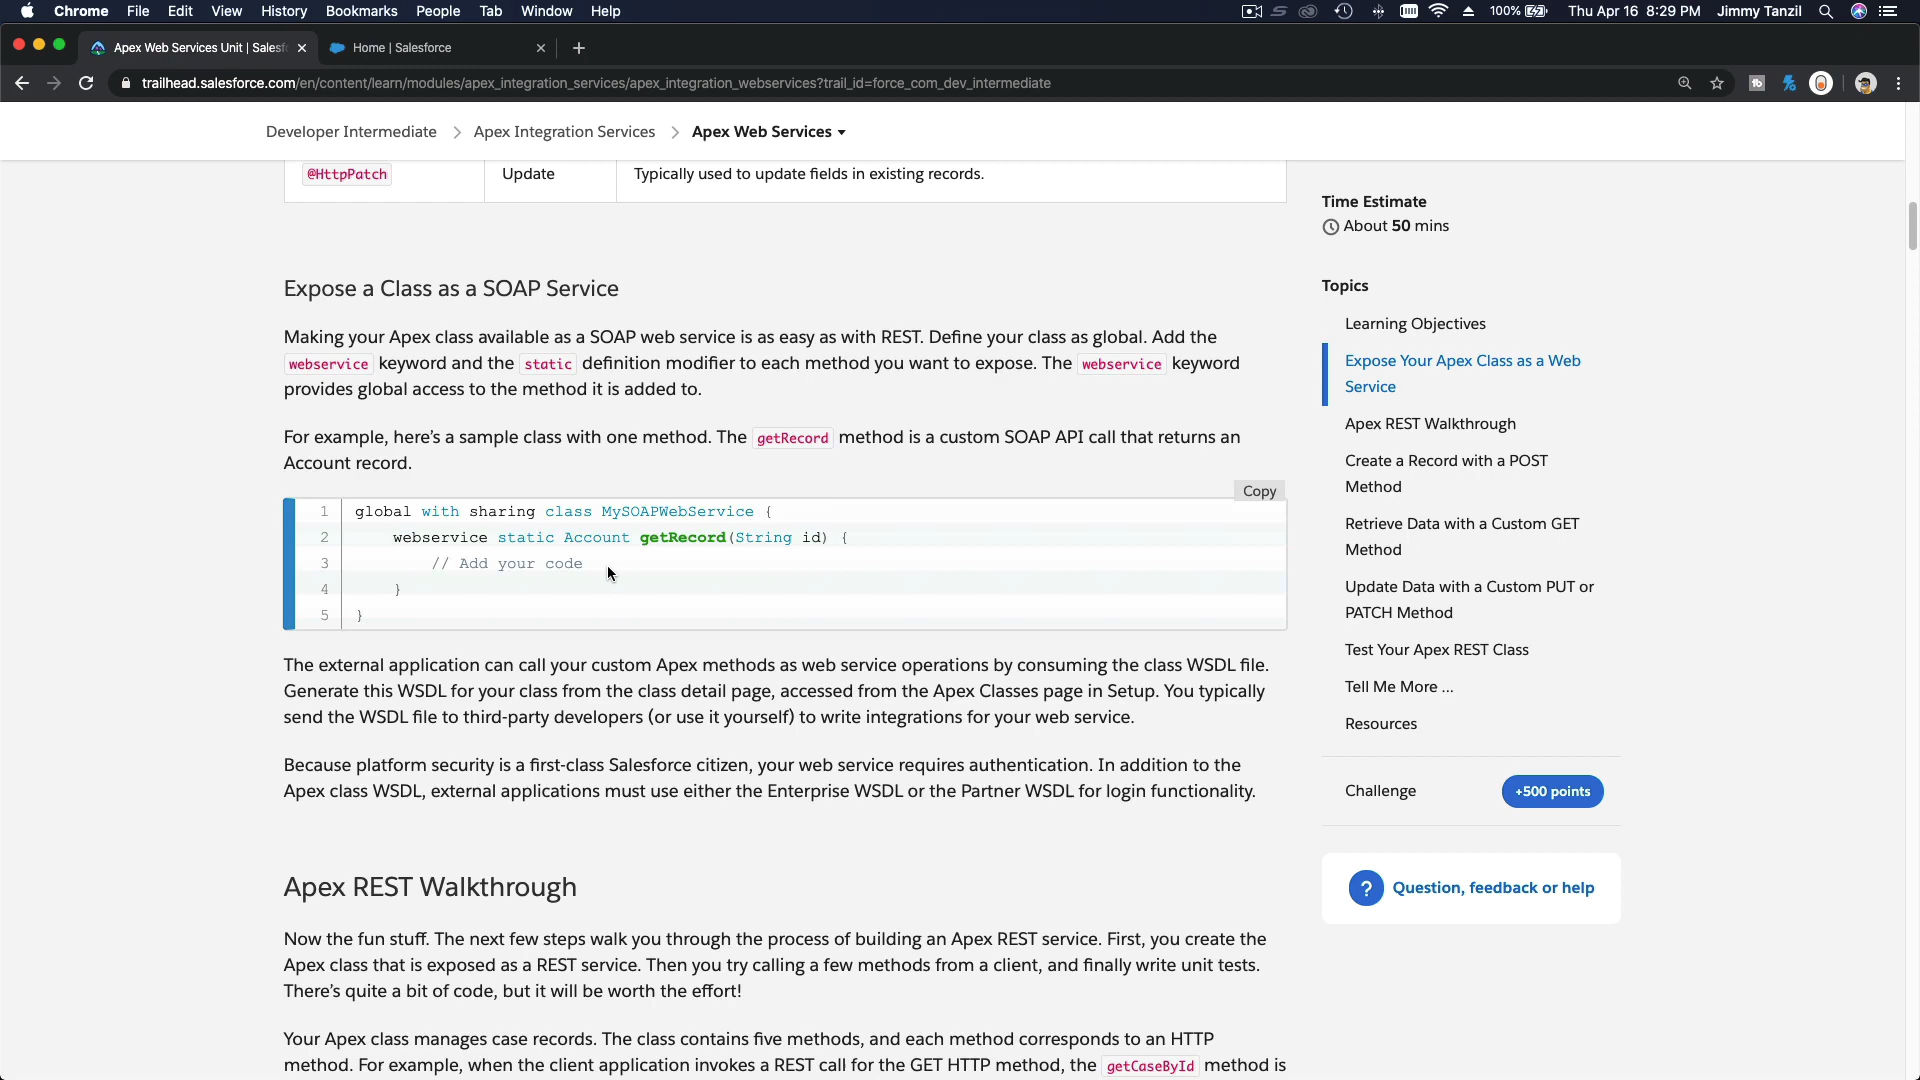 Chrome File Edit View History Bookmarks People Tab Window Help 100% Thu Apr 16 8:29 PM Jimmy Tanzil
Apex Web Services Unit | Salesf Home | Salesforce
trailhead.salesforce.com/en/content/learn/modules/apex_integration_services/apex_integration_webservices?trail_id=force_com_dev_intermediate
Developer Intermediate Apex Integration Services Apex Web Services
@HttpPatch Update Typically used to update fields in existing records.
Expose a Class as a SOAP Service
Making your Apex class available as a SOAP web service is as easy as with REST. Define your class as global. Add the
webservice keyword and the static definition modifier to each method you want to expose. The webservice keyword
provides global access to the method it is added to.
For example, here’s a sample class with one method. The getRecord method is a custom SOAP API call that returns an
Account record.
Copy
1 global with sharing class MySOAPWebService {
2 webservice static Account getRecord(String id) {
3 // Add your code
4 }
5 }
The external application can call your custom Apex methods as web service operations by consuming the class WSDL file.
Generate this WSDL for your class from the class detail page, accessed from the Apex Classes page in Setup. You typically
send the WSDL file to third-party developers (or use it yourself) to write integrations for your web service.
Because platform security is a first-class Salesforce citizen, your web service requires authentication. In addition to the
Apex class WSDL, external applications must use either the Enterprise WSDL or the Partner WSDL for login functionality.
Apex REST Walkthrough
Now the fun stuff. The next few steps walk you through the process of building an Apex REST service. First, you create the
Apex class that is exposed as a REST service. Then you try calling a few methods from a client, and finally write unit tests.
There’s quite a bit of code, but it will be worth the effort!
Your Apex class manages case records. The class contains five methods, and each method corresponds to an HTTP
method. For example, when the client application invokes a REST call for the GET HTTP method, the getCaseById method is
Time Estimate
About 50 mins
Topics
Learning Objectives
Expose Your Apex Class as a Web
Service
Apex REST Walkthrough
Create a Record with a POST
Method
Retrieve Data with a Custom GET
Method
Update Data with a Custom PUT or
PATCH Method
Test Your Apex REST Class
Tell Me More ...
Resources
Challenge +500 points
? Question, feedback or help